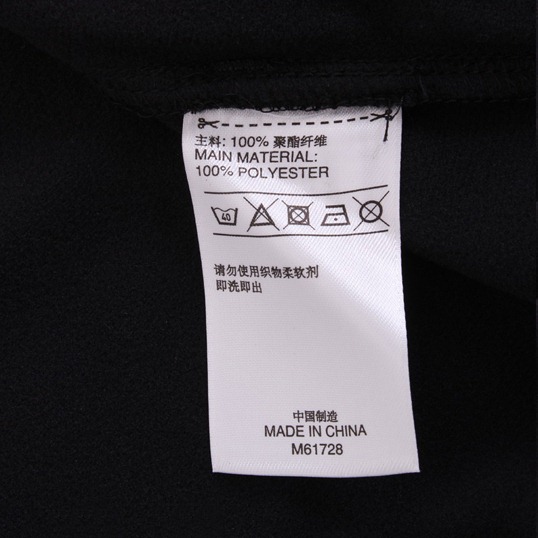 主料: 100% 聚酯纤维
MAIN MATERIAL:
100% POLYESTER
40
请勿使用织物柔软剂
即洗即出
中国制造
MADE IN CHINA
M61728